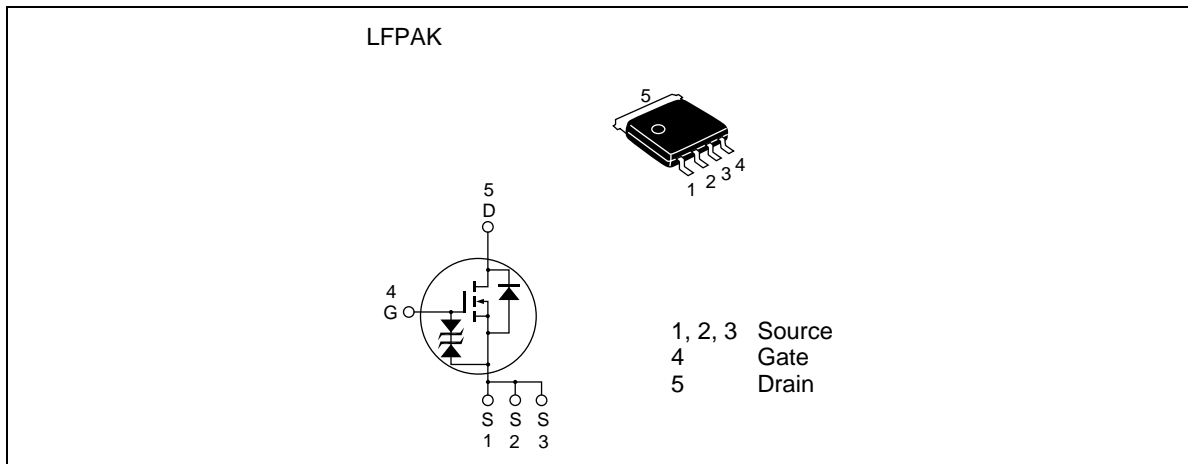 LFPAK
5
1 2 3 4
5
D
4
G
S S S
1 2 3
1, 2, 3 Source
4 Gate
5 Drain